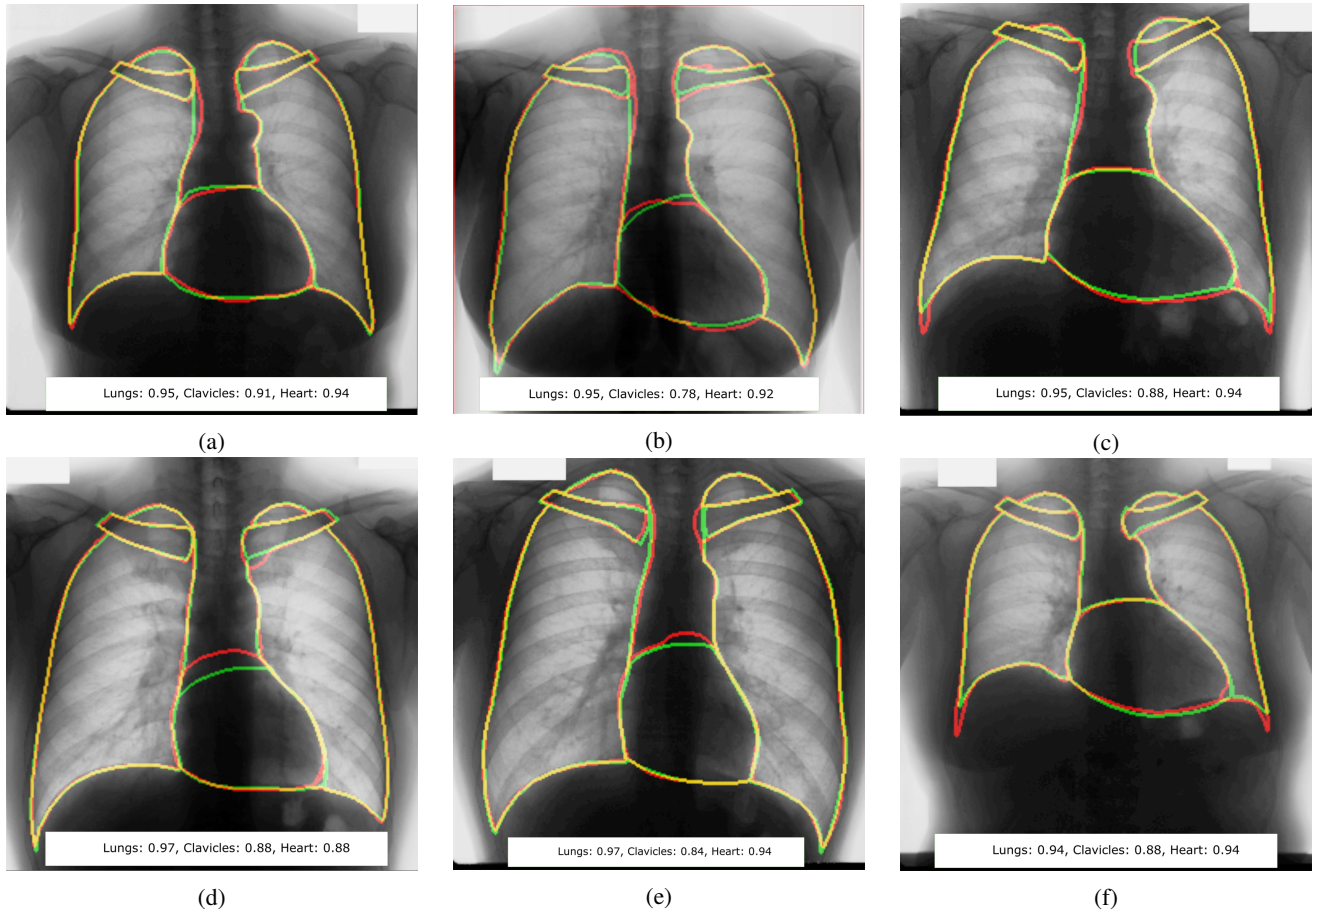 Lungs: 0.95, Clavicles: 0.91, Heart: 0.94
Lungs: 0.95, Clavicles: 0.78, Heart: 0.92
Lungs: 0.95, Clavicles: 0.88, Heart: 0.94
(a)
(b)
(c)
Lungs: 0.97, Clavicles: 0.88, Heart: 0.88
Lungs: 0.97, Clavicles: 0.84, Heart: 0.94
Lungs: 0.94, Clavicles: 0.88, Heart: 0.94
(d)
(e)
(f)